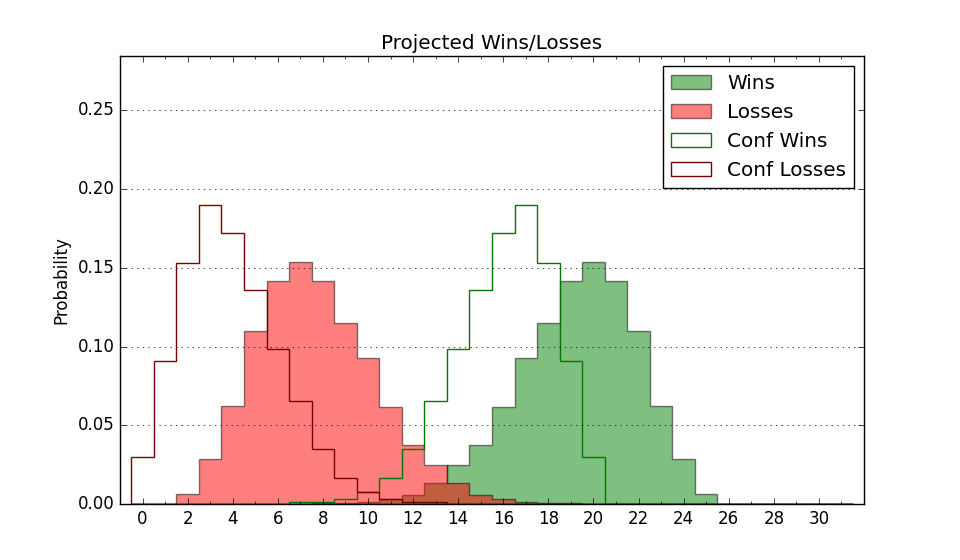 Projected Wins/Losses
Wins
Losses
Conf Wins
Conf Losses
Probability
0.25
0.20
0.15
0.10
0.05
0.00
0 2 4 6 8 10 12 14 16 18 20 22 24 26 28 30